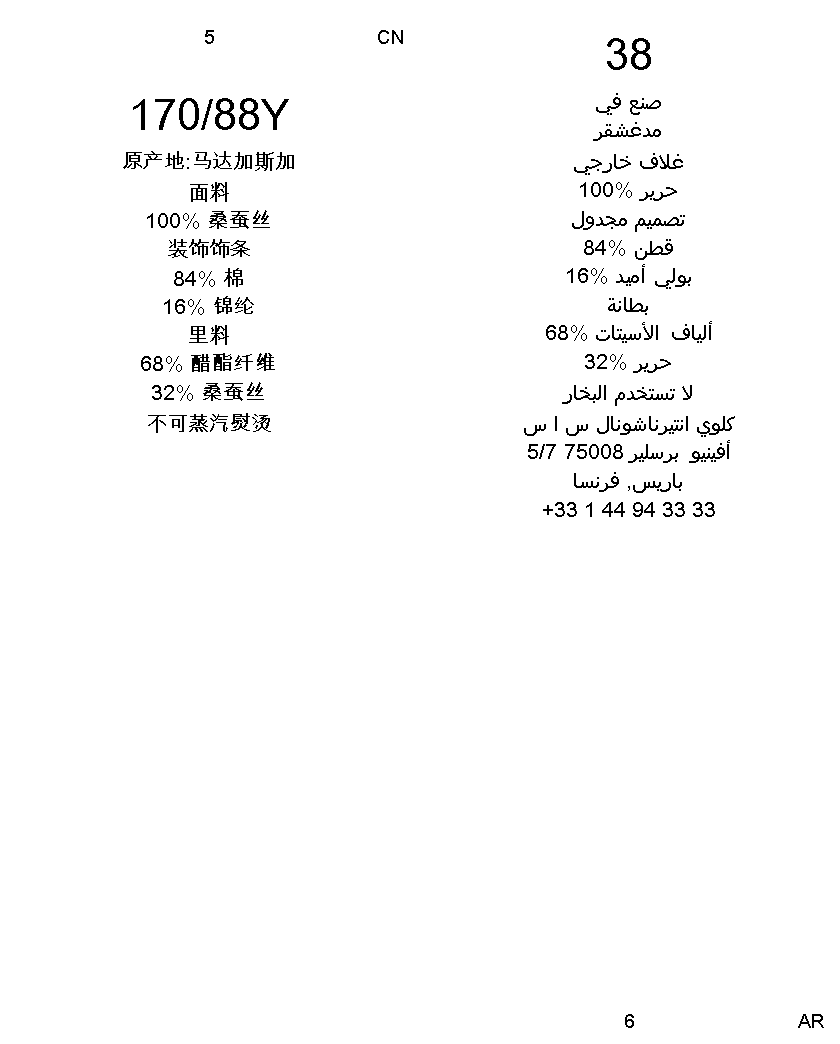 5
CN
170/88Y
原产地:马达加斯加
面料
100% 桑蚕丝
装饰饰条
84% 棉
16% 锦纶
里料
68% 醋酯纤维
32% 桑蚕丝
不可蒸汽熨烫
38
صنع في
مدغشقر
غلاف خارجي
حرير %100
تصميم مجدول
قطن %84
بولي أميد %16
بطانة
ألياف الأسيتات %68
حرير %32
لا تستخدم البخار
كلوي انتيرناشونال س ا س
أفينيو برسلير 75008 5/7
باريس, فرنسا
+33 1 44 94 33 33
6
AR